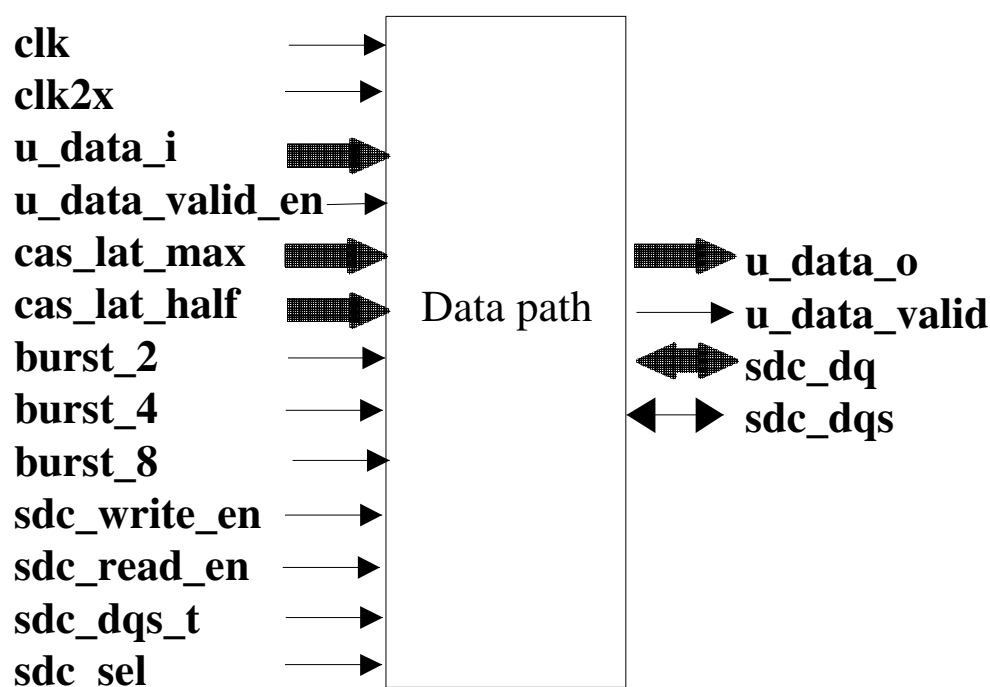 clk
clk2x
u_data_i
u_data_valid_en
cas_lat_max
cas_lat_half
burst_2
burst_4
burst_8
sdc_write_en
sdc_read_en
sdc_dqs_t
sdc_sel
Data path
u_data_o
u_data_valid
sdc_dq
sdc_dqs